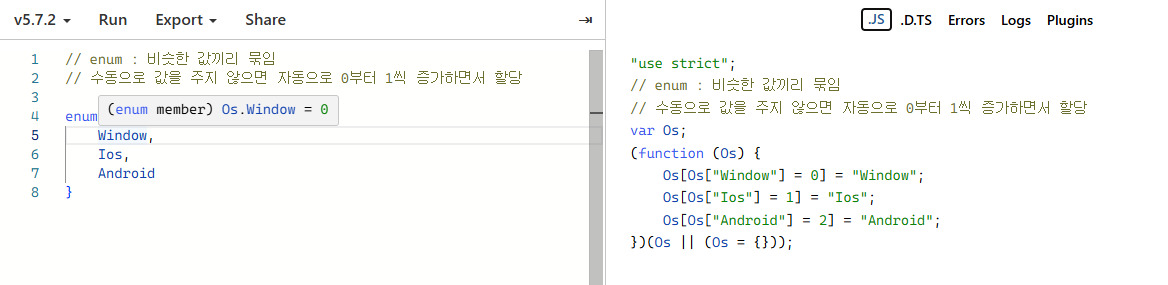 v5.7.2 Run Export Share
.JS .D.TS Errors Logs Plugins
1 // enum : 비슷한 값끼리 묶임
2 // 수동으로 값을 주지 않으면 자동으로 0부터 1씩 증가하면서 할당
3
(enum member) Os.Window = 0
4 enum
5 Window,
6 Ios,
7 Android
8 }
"use strict";
// enum : 비슷한 값끼리 묶임
// 수동으로 값을 주지 않으면 자동으로 0부터 1씩 증가하면서 할당
var Os;
(function (Os) {
Os[Os["Window"] = 0] = "Window";
Os[Os["Ios"] = 1] = "Ios";
Os[Os["Android"] = 2] = "Android";
})(Os || (Os = {}));